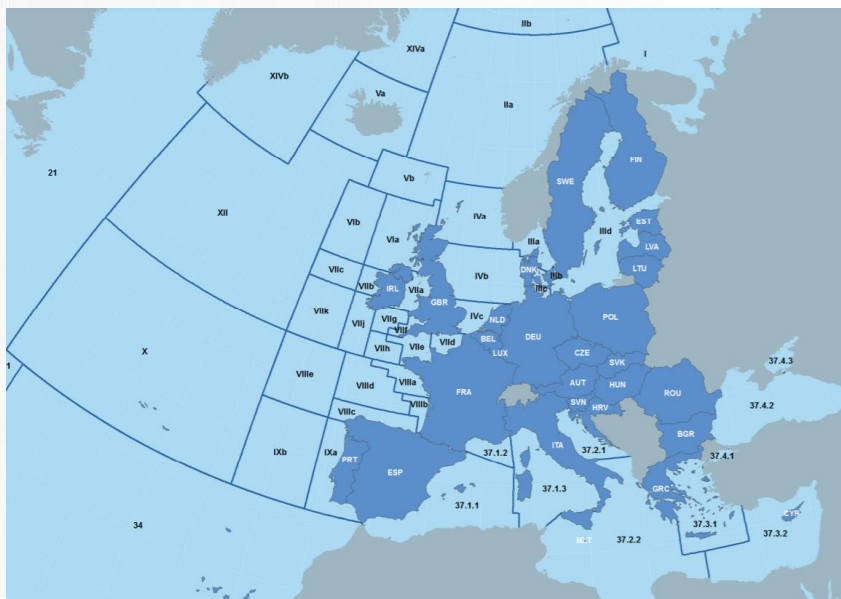 IIb
XIVa
I
XIVb
Va
IIa
FIN
21
Vb
SWE
XII
VIb
VIa
IVa
IIIa
IIId
EST
LVA
LTU
VIIc
VIIb
IRL
VIIa
GBR
IVb
DNK
IIIb
IIIc
VIIk
VIIj
VIIg
VIIf
IVc
NLD
POL
DEU
X
VIIh
VIIe
VIId
BEL
LUX
CZE
SVK
37.4.3
1
VIIIe
VIIId
VIIIa
FRA
AUT
HUN
ROU
VIIIb
SVN
HRV
37.4.2
VIIIc
BGR
IXb
IXa
PRT
ESP
37.1.2
ITA
37.2.1
37.4.1
34
37.1.1
37.1.3
GRC
CYP
37.3.1
MLT
37.2.2
37.3.2